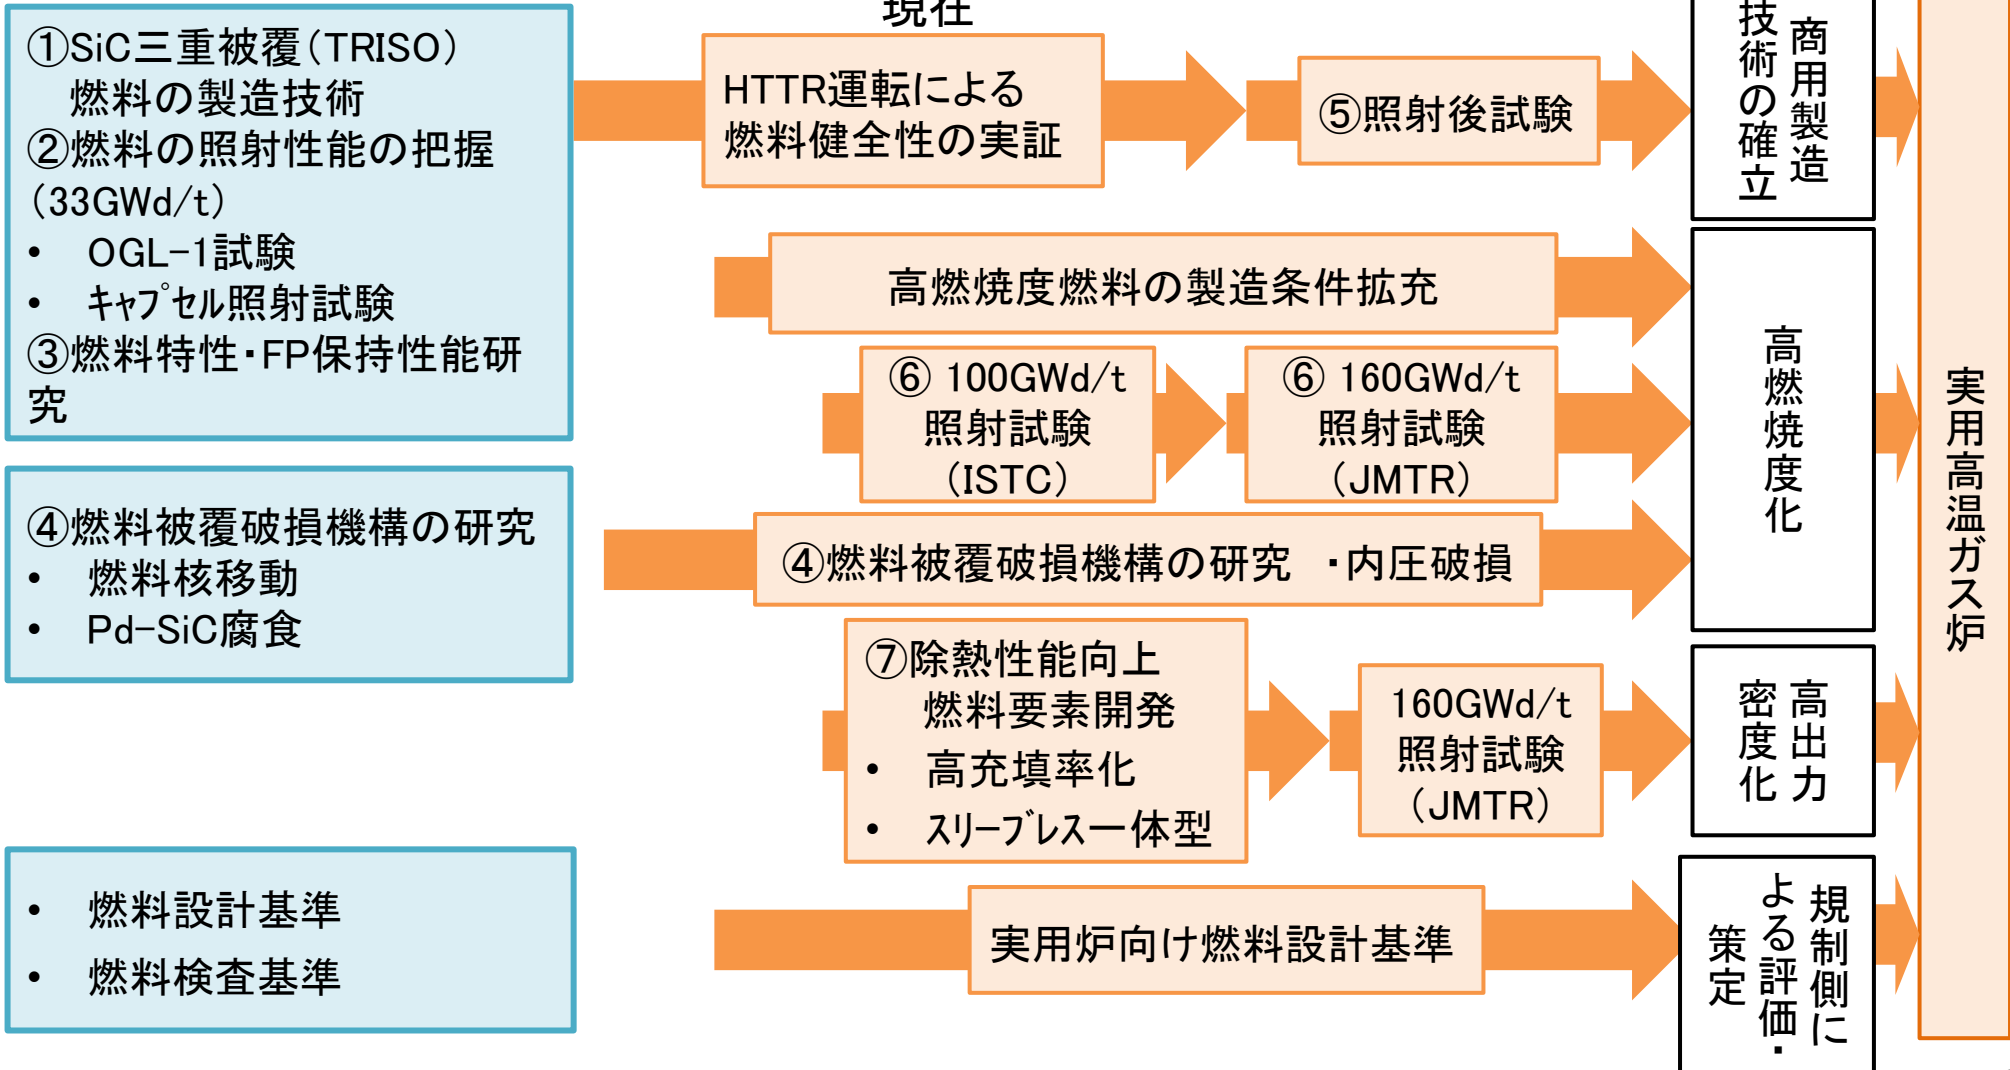 現在
①SiC三重被覆（TRISO）
燃料の製造技術
②燃料の照射性能の把握
（33GWd/t）
• OGL-1試験
• ｷｬﾌﾟｾﾙ照射試験
③燃料特性・FP保持性能研
究
④燃料被覆破損機構の研究
• 燃料核移動
• Pd-SiC腐食
• 燃料設計基準
• 燃料検査基準
HTTR運転による
燃料健全性の実証
⑤照射後試験
高燃焼度燃料の製造条件拡充
⑥ 100GWd/t
照射試験
（ISTC）
⑥ 160GWd/t
照射試験
（JMTR）
④燃料被覆破損機構の研究　・内圧破損
⑦除熱性能向上
燃料要素開発
• 高充填率化
• ｽﾘｰﾌﾞﾚｽ一体型
160GWd/t
照射試験
（JMTR）
実用炉向け燃料設計基準
商用製造
技術の確立
高燃焼度化
高出力
密度化
規制側に
よる評価・
策定
実用高温ガス炉